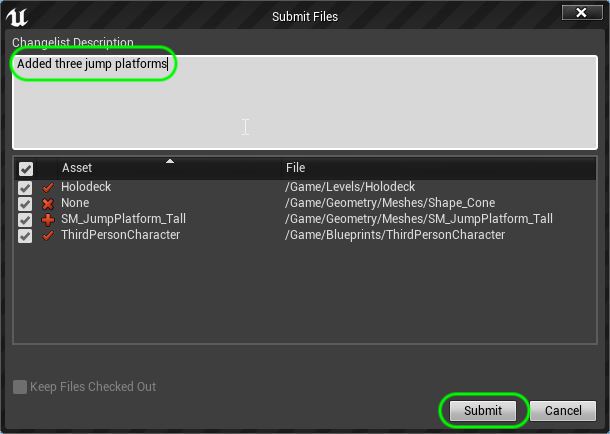 Submit Files
Changelist Description
Added three jump platforms
Asset File
Holodeck /Game/Levels/Holodeck
None /Game/Geometry/Meshes/Shape_Cone
SM_JumpPlatform_Tall /Game/Geometry/Meshes/SM_JumpPlatform_Tall
ThirdPersonCharacter /Game/Blueprints/ThirdPersonCharacter
Keep Files Checked Out
Submit Cancel